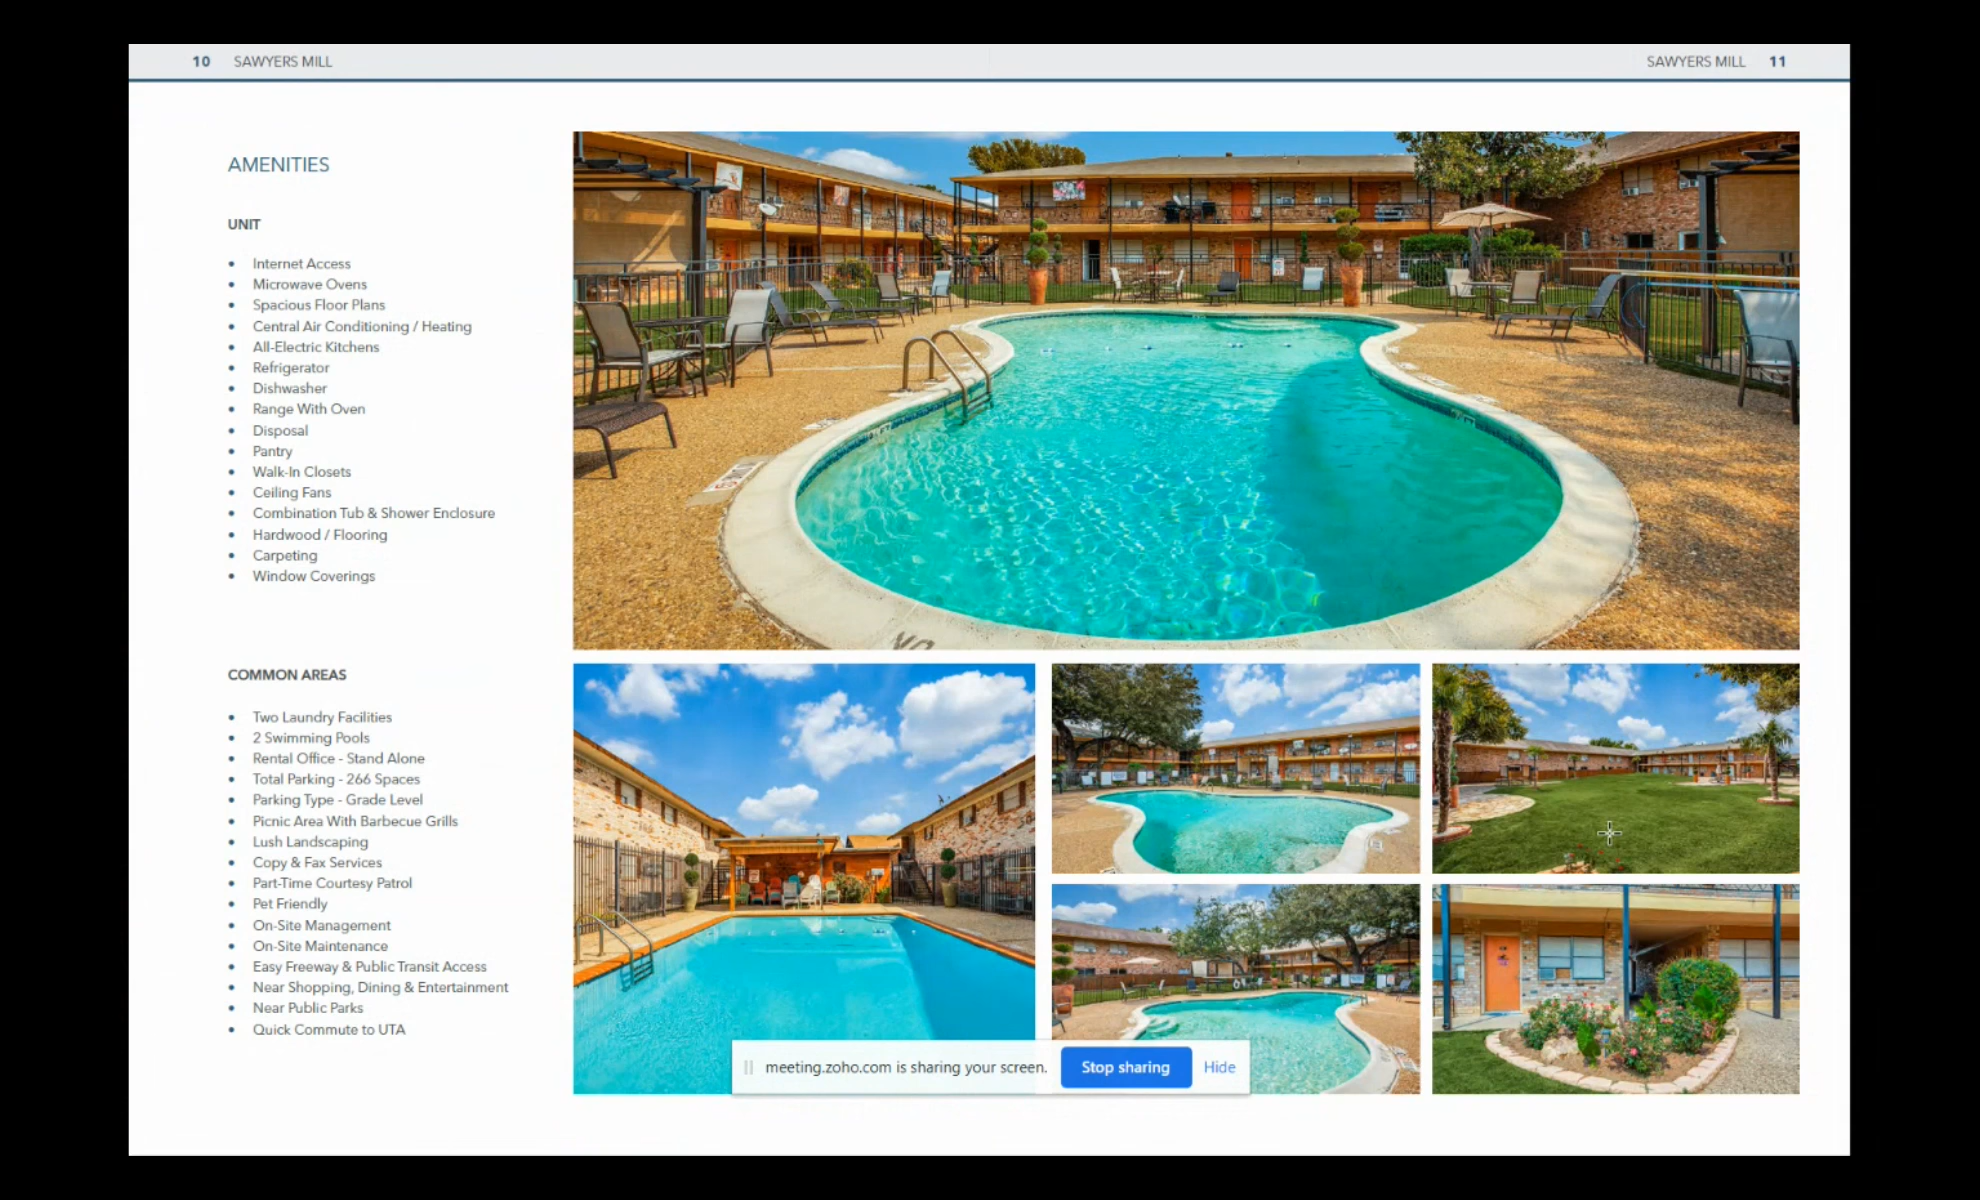 10 SAWYERS MILL
SAWYERS MILL 11
AMENITIES
UNIT
• Internet Access
• Microwave Ovens
• Spacious Floor Plans
• Central Air Conditioning / Heating
• All-Electric Kitchens
• Refrigerator
• Dishwasher
• Range With Oven
• Disposal
• Pantry
• Walk-In Closets
• Ceiling Fans
• Combination Tub & Shower Enclosure
• Hardwood / Flooring
• Carpeting
• Window Coverings
COMMON AREAS
• Two Laundry Facilities
• 2 Swimming Pools
• Rental Office - Stand Alone
• Total Parking - 266 Spaces
• Parking Type - Grade Level
• Picnic Area With Barbecue Grills
• Lush Landscaping
• Copy & Fax Services
• Part-Time Courtesy Patrol
• Pet Friendly
• On-Site Management
• On-Site Maintenance
• Easy Freeway & Public Transit Access
• Near Shopping, Dining & Entertainment
• Near Public Parks
• Quick Commute to UTA
meeting.zoho.com is sharing your screen. Stop sharing Hide